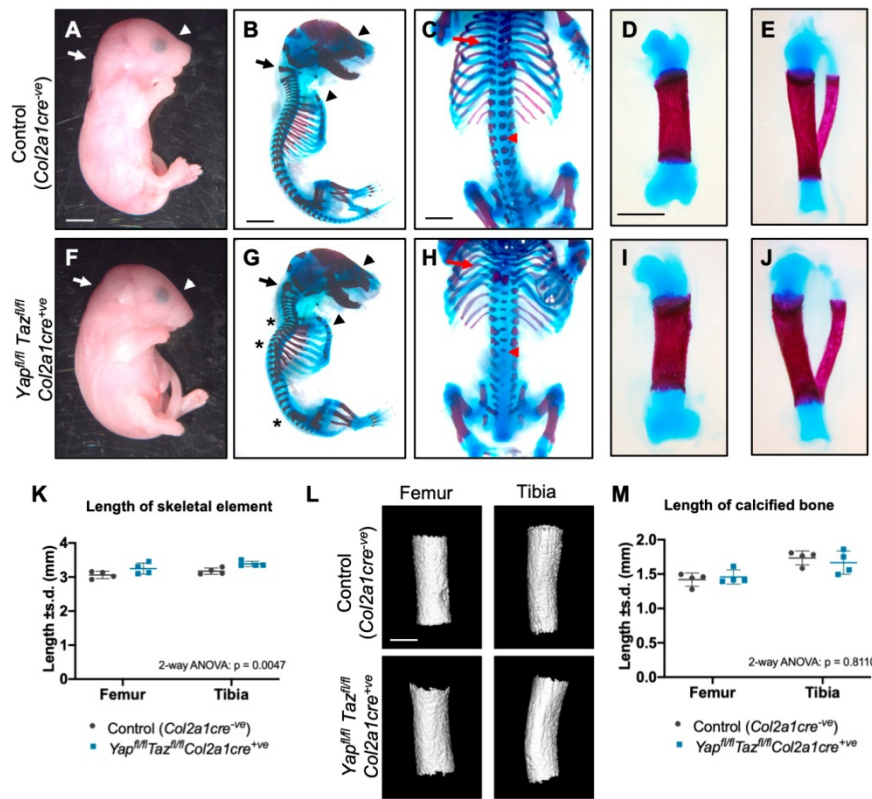 A
B
C
D
E
Control
(Col2a1cre-ve)
F
G
H
I
J
Yapfl/fl Tazfl/fl
Col2a1cre+ve
*
*
*
K
Length of skeletal element
Length ±s.d. (mm)
5
4
3
2
1
0
2-way ANOVA: p = 0.0047
Femur
Tibia
Control (Col2a1cre-ve)
Yapfl/flTazfl/flCol2a1cre+ve
L
Femur
Tibia
Control
(Col2a1cre-ve)
Yapfl/fl Tazfl/fl
Col2a1cre+ve
M
Length of calcified bone
Length ±s.d. (mm)
2.0
1.5
1.0
0.5
0.0
2-way ANOVA: p = 0.8110
Femur
Tibia
Control (Col2a1cre-ve)
Yapfl/flTazfl/flCol2a1cre+ve